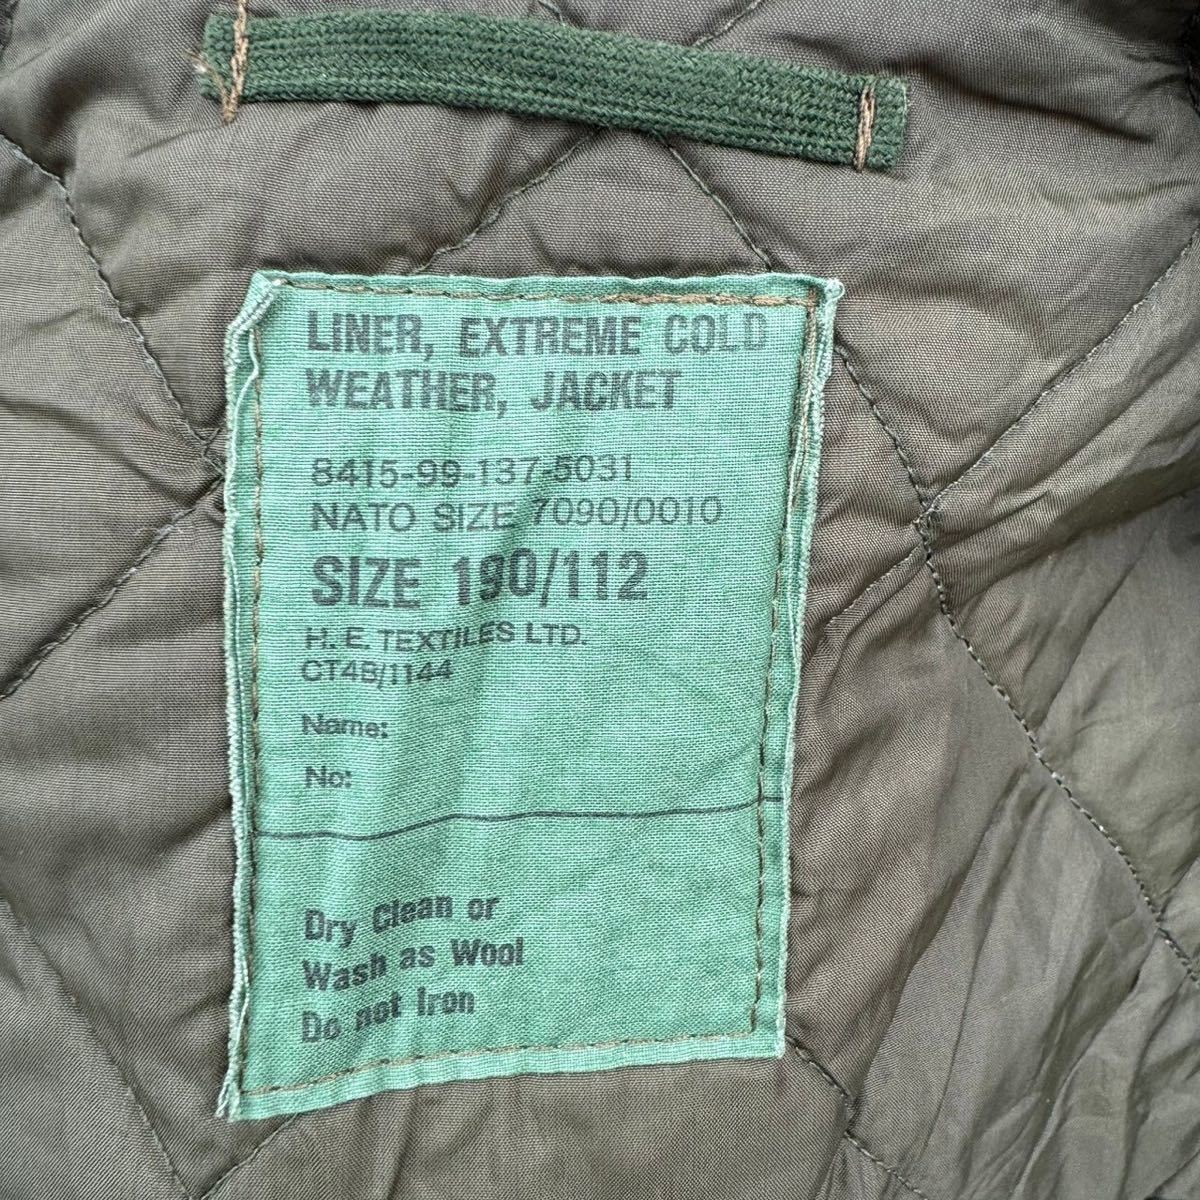 LINER, EXTREME COLD
WEATHER, JACKET
8415-99-137-5031
NATO SIZE 7090/0010
SIZE 190/112
H. E. TEXTILES LTD.
CT4B/1144
Name:
No:
Dry Clean or
Wash as Wool
Do not Iron